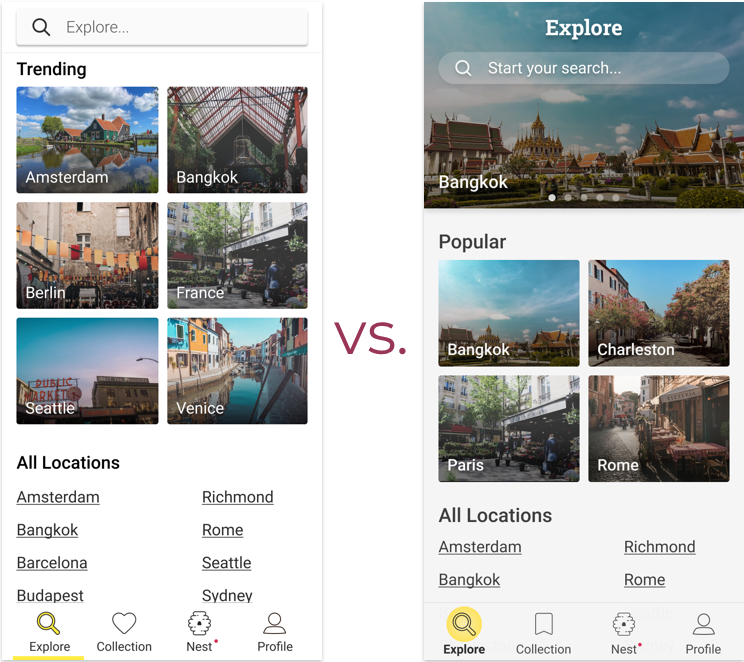 Explore...
Trending
Amsterdam
Bangkok
Berlin
France
PUBLIC
MARKET
Seattle
Venice
All Locations
Amsterdam
Richmond
Bangkok
Rome
Barcelona
Seattle
Budapest
Sydney
Explore
Collection
Nest
Profile
vs.
Explore
Start your search...
Bangkok
Popular
Bangkok
Charleston
Paris
Rome
All Locations
Amsterdam
Richmond
Bangkok
Rome
Explore
Collection
Nest
Profile